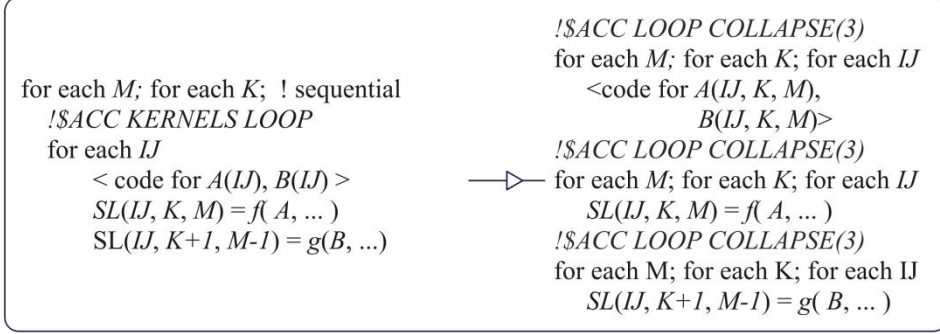 for each M; for each K; ! sequential
!$ACC KERNELS LOOP
for each IJ
< code for A(IJ), B(IJ) >
SL(IJ, K, M) = f( A, ... )
SL(IJ, K+1, M-1) = g(B, ...)
!$ACC LOOP COLLAPSE(3)
for each M; for each K; for each IJ
<code for A(IJ, K, M),
B(IJ, K, M)>
!$ACC LOOP COLLAPSE(3)
for each M; for each K; for each IJ
SL(IJ, K, M) = f( A, ... )
!$ACC LOOP COLLAPSE(3)
for each M; for each K; for each IJ
SL(IJ, K+1, M-1) = g( B, ... )